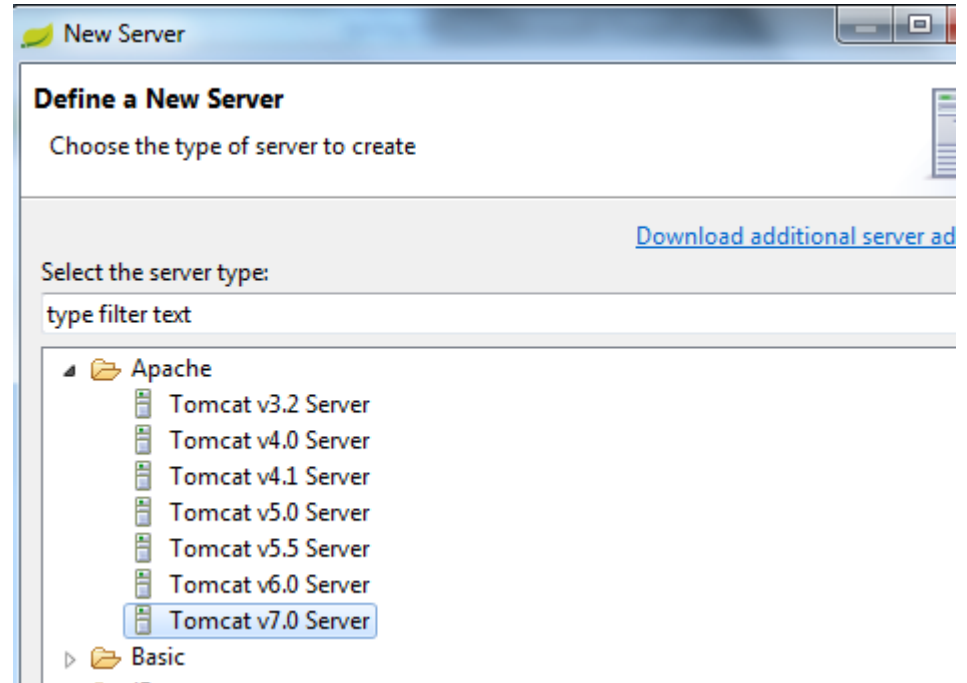 New Server
Define a New Server
Choose the type of server to create
Download additional server ad
Select the server type:
type filter text
Apache
Tomcat v3.2 Server
Tomcat v4.0 Server
Tomcat v4.1 Server
Tomcat v5.0 Server
Tomcat v5.5 Server
Tomcat v6.0 Server
Tomcat v7.0 Server
Basic